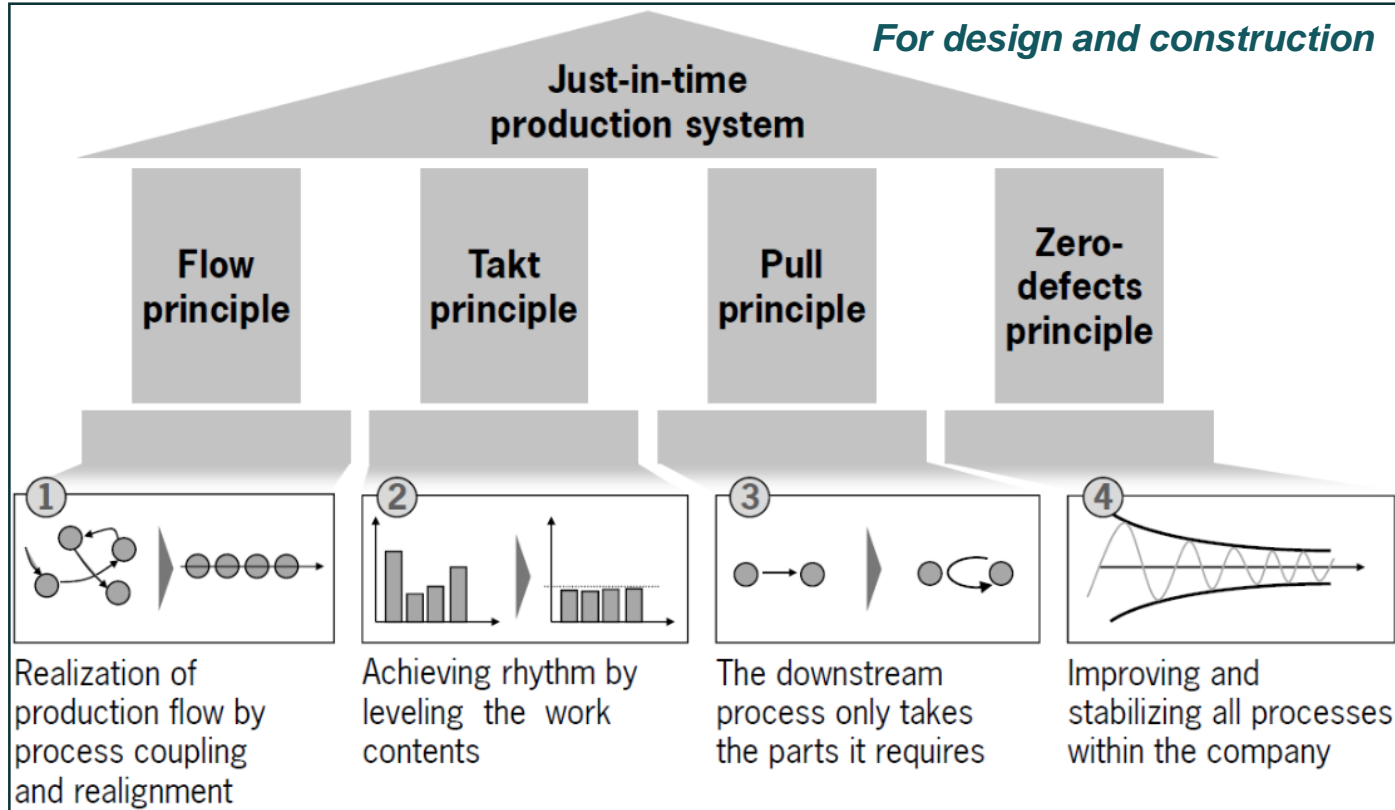 For design and construction
Just-in-time
production system
Flow
principle
Takt
principle
Pull
principle
Zero-
defects
principle
1
Realization of
production flow by
process coupling
and realignment
2
Achieving rhythm by
leveling the work
contents
3
The downstream
process only takes
the parts it requires
4
Improving and
stabilizing all processes
within the company